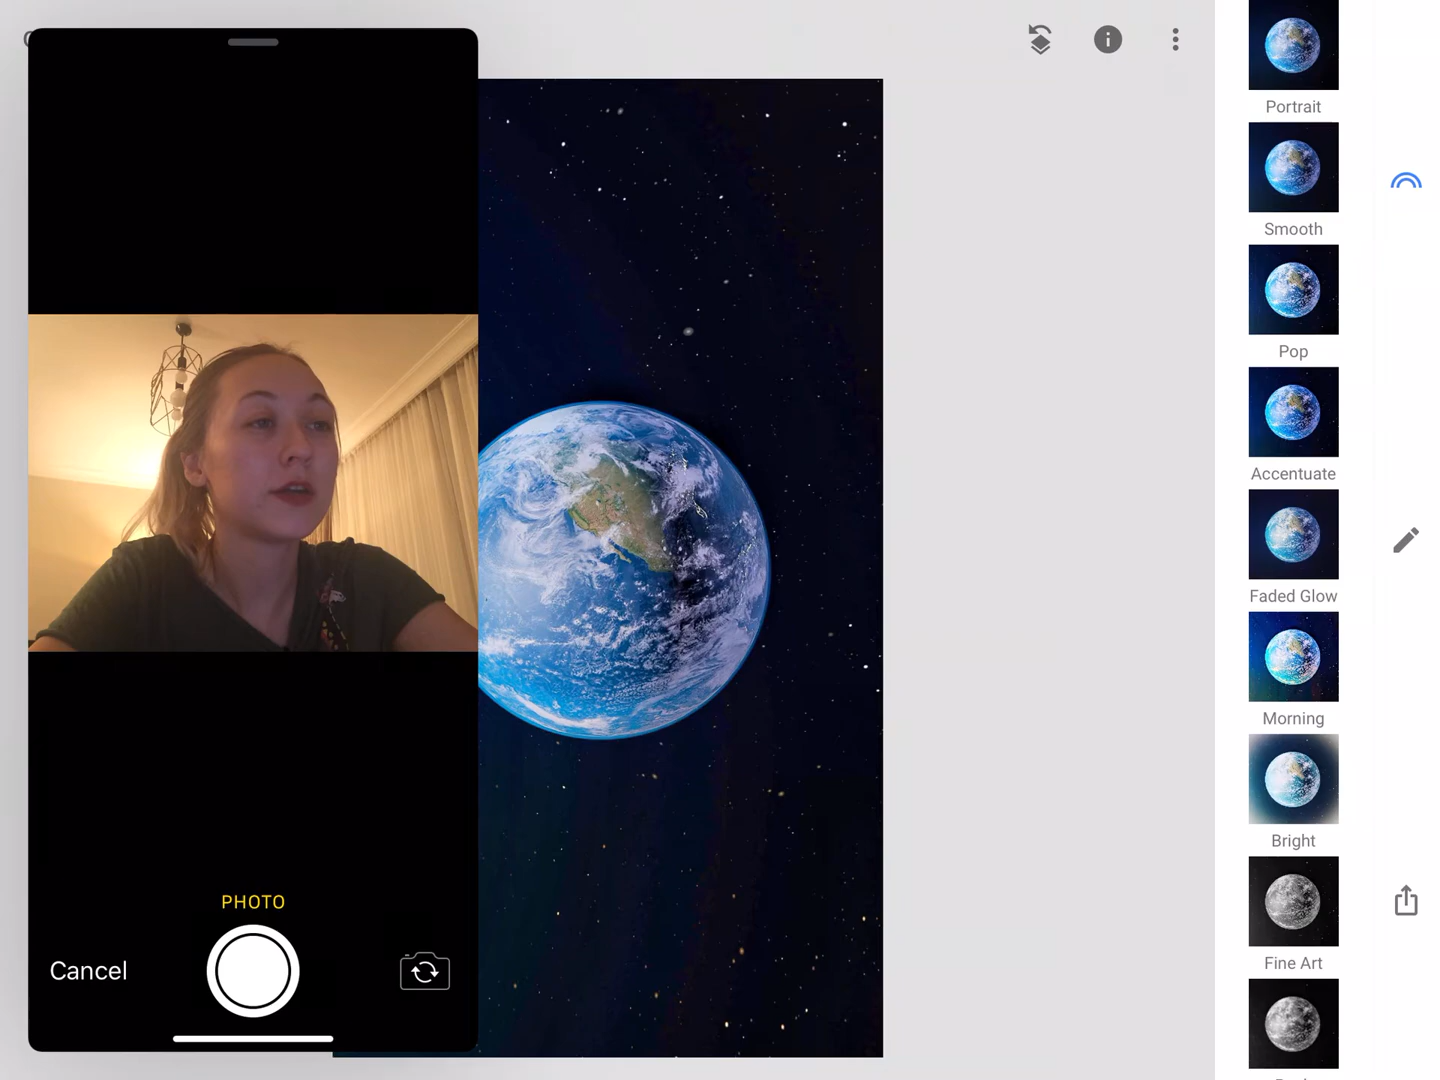 Portrait
Smooth
Pop
Accentuate
Faded Glow
Morning
Bright
Fine Art
PHOTO
Cancel